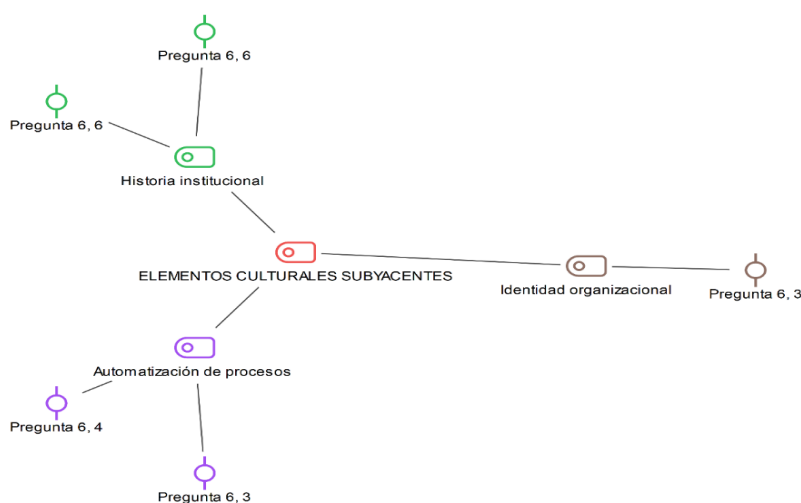 Pregunta 6, 6
Pregunta 6, 6
Historia institucional
ELEMENTOS CULTURALES SUBYACENTES
Identidad organizacional
Pregunta 6, 3
Automatización de procesos
Pregunta 6, 4
Pregunta 6, 3